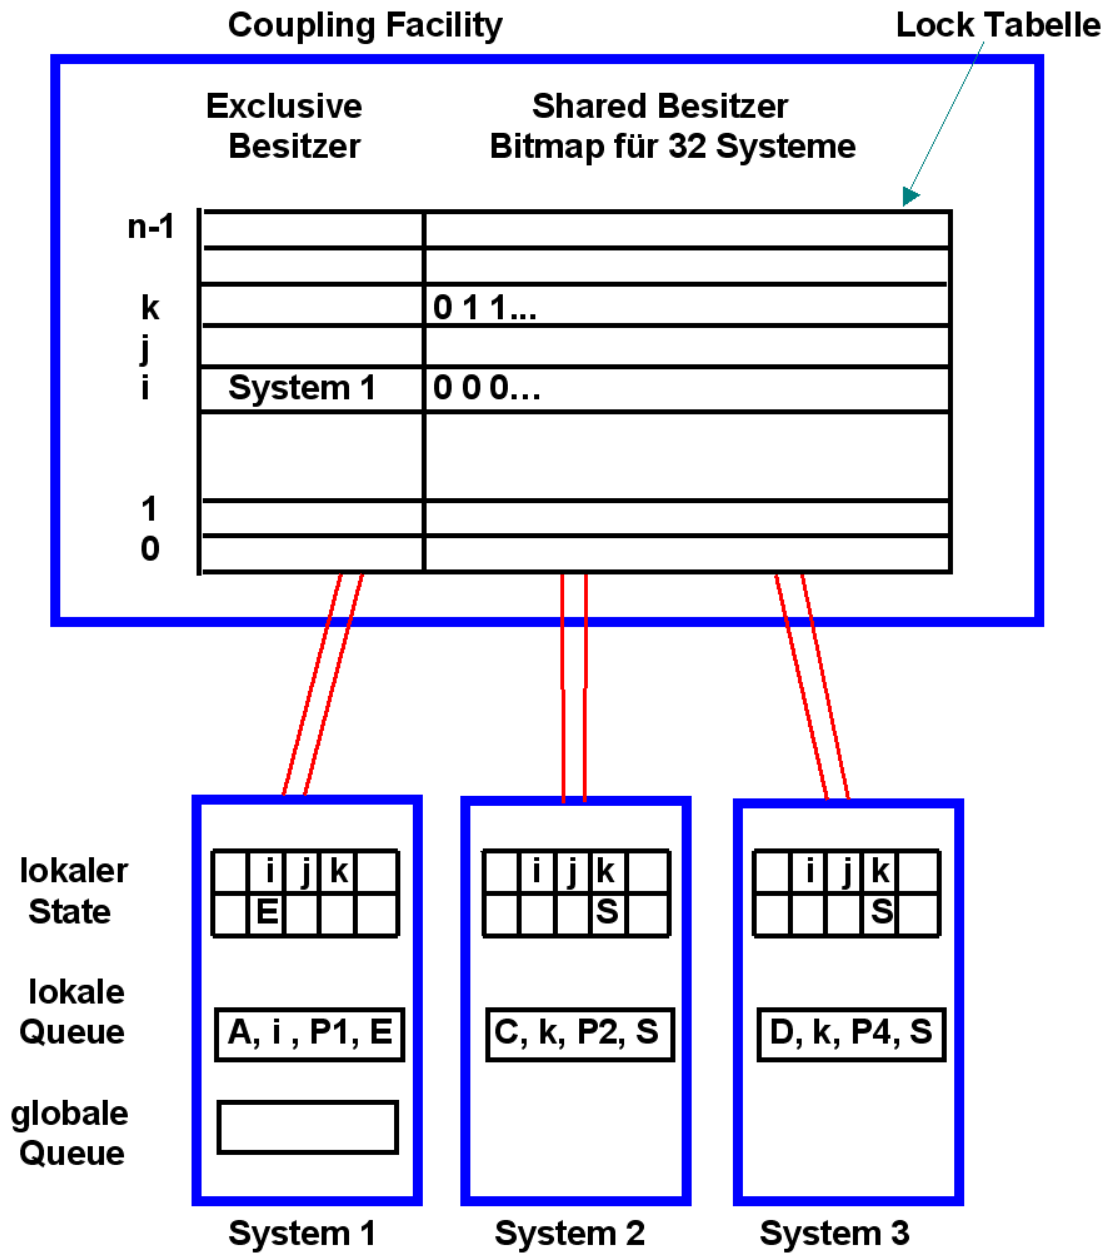 Coupling Facility
Lock Tabelle
Exclusive
Besitzer
Shared Besitzer
Bitmap für 32 Systeme
n-1
k
0 1 1...
j
i
System 1
0 0 0...
1
0
lokaler
State
i j k
E
i j k
S
i j k
S
lokale
Queue
A, i , P1, E
C, k, P2, S
D, k, P4, S
globale
Queue
System 1
System 2
System 3